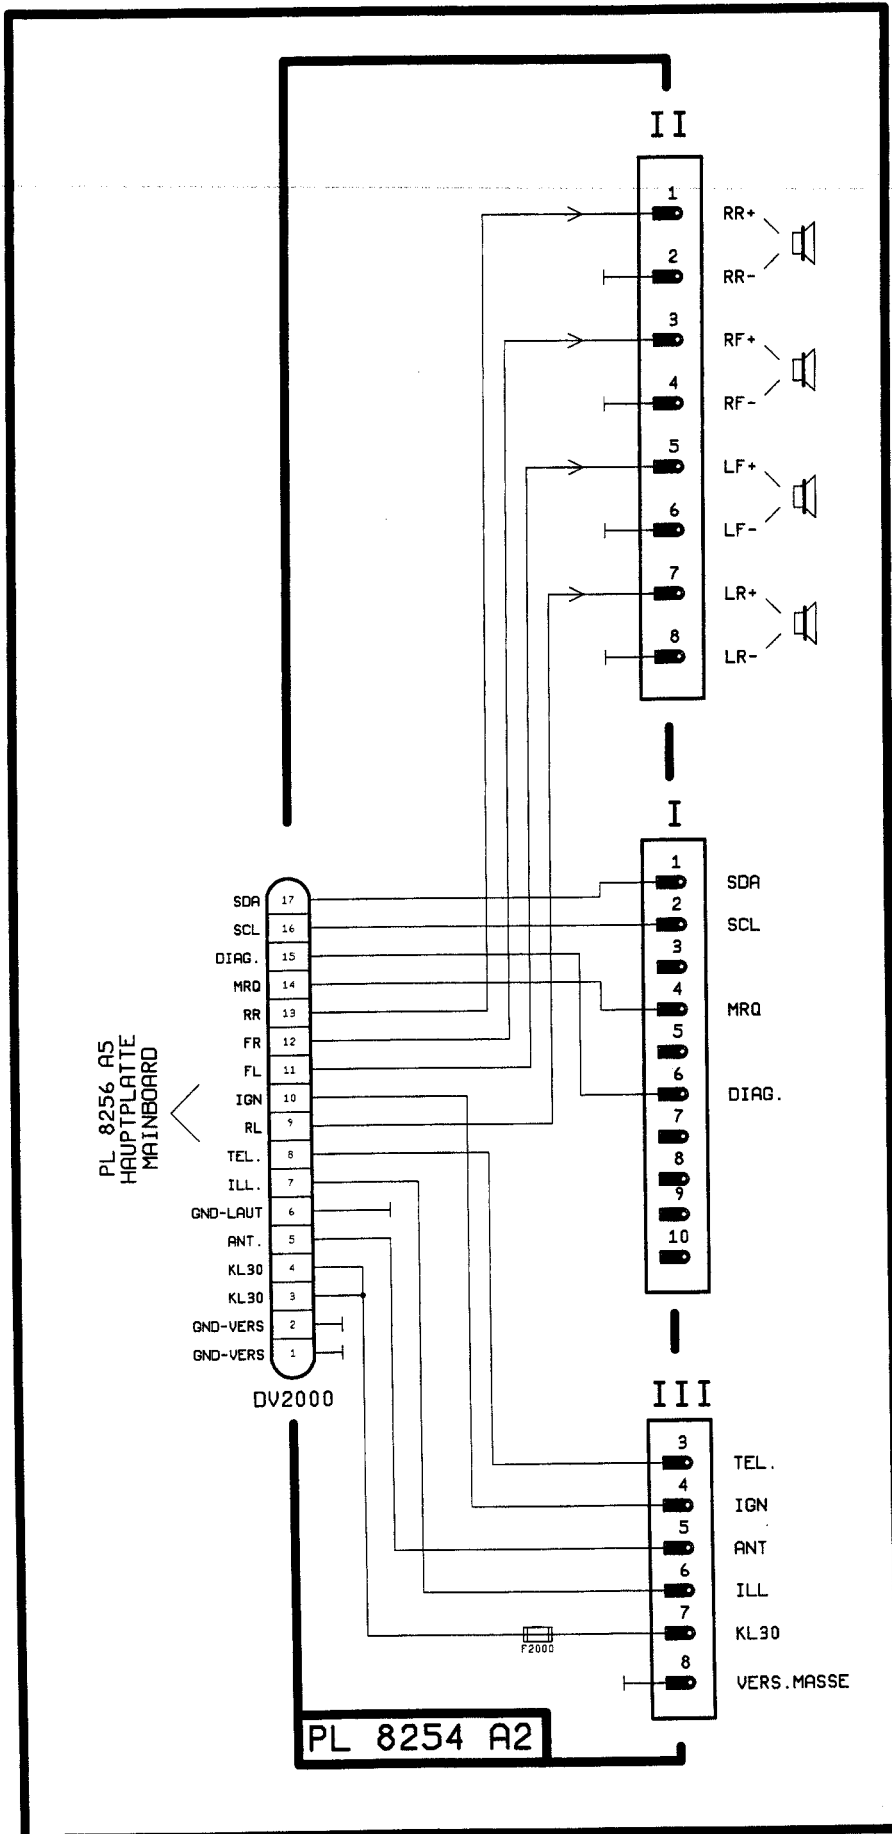 II
1
RR+
2
RR-
3
RF+
4
RF-
5
LF+
6
LF-
7
LR+
8
LR-
I
1
SDA
2
SCL
3
4
MRQ
5
6
DIAG.
7
8
9
10
SDA 17
SCL 16
DIAG. 15
MRQ 14
RR 13
FR 12
FL 11
IGN 10
RL 9
TEL. 8
ILL. 7
GND-LAUT 6
ANT. 5
KL30 4
KL30 3
GND-VERS 2
GND-VERS 1
DV2000
PL 8256 A5
HAUPTPLATTE
MAINBOARD
III
3
TEL.
4
IGN
5
ANT
6
ILL
7
KL30
F2000
8
VERS.MASSE
PL 8254 A2